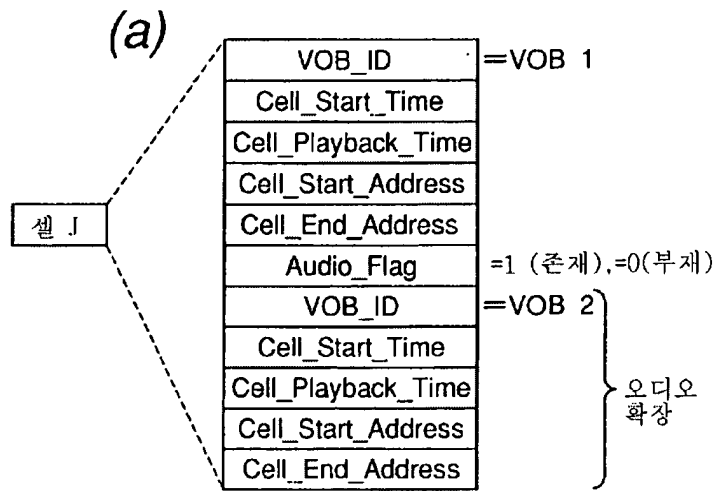 (a)
VOB_ID =VOB 1
Cell_Start_Time
Cell_Playback_Time
Cell_Start_Address
셀 J
Cell_End_Address
Audio_Flag =1 (존재),=0(부재)
VOB_ID =VOB 2
Cell_Start_Time
Cell_Playback_Time
오디오
확장
Cell_Start_Address
Cell_End_Address